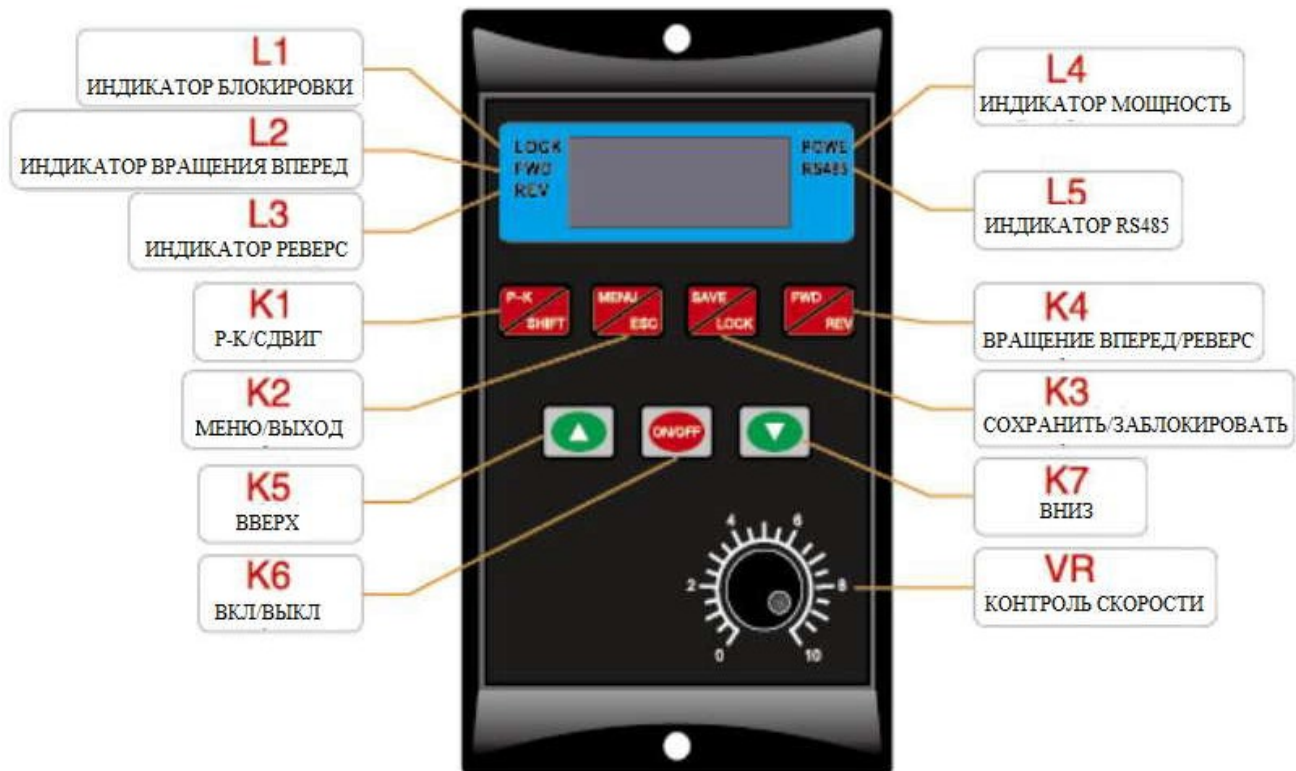 L1
ИНДИКАТОР БЛОКИРОВКИ
L2
ИНДИКАТОР ВРАЩЕНИЯ ВПЕРЕД
L3
ИНДИКАТОР РЕВЕРС
K1
Р-К/СДВИГ
K2
МЕНЮ/ВЫХОД
K5
ВВЕРХ
K6
ВКЛ/ВЫКЛ
LOCK
FWD
REV
POWE
RS485
P-K
SHIFT
MENU
ESC
SAVE
LOCK
FWD
REV
ON/OFF
0
2
4
6
8
10
L4
ИНДИКАТОР МОЩНОСТЬ
L5
ИНДИКАТОР RS485
K4
ВРАЩЕНИЕ ВПЕРЕД/РЕВЕРС
K3
СОХРАНИТЬ/ЗАБЛОКИРОВАТЬ
K7
ВНИЗ
VR
КОНТРОЛЬ СКОРОСТИ